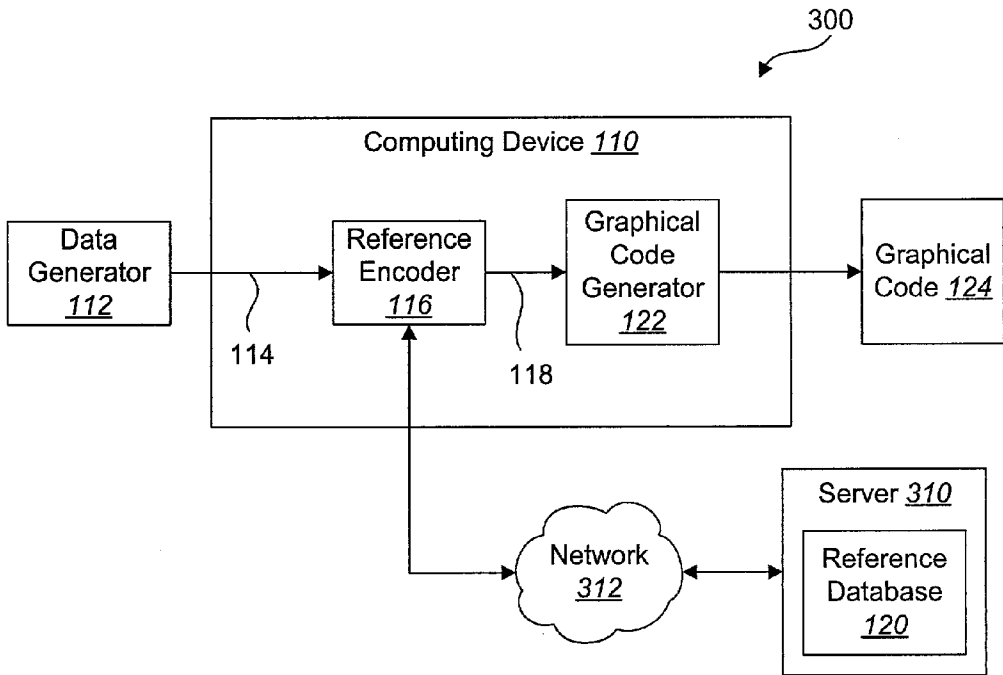 300
Computing Device 110
Data
Generator
112
Reference
Encoder
116
Graphical
Code
Generator
122
Graphical
Code 124
114
118
Server 310
Network
312
Reference
Database
120